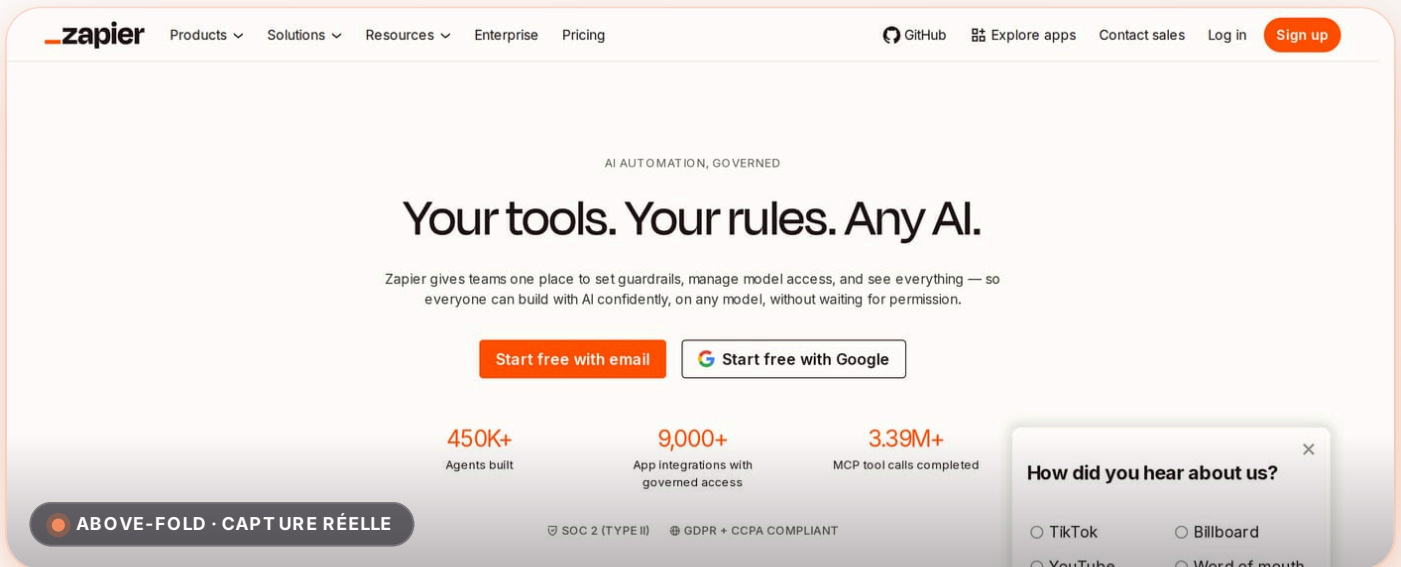 zapier Products Solutions Resources Enterprise Pricing GitHub Explore apps Contact sales Log in Sign up
AI AUTOMATION, GOVERNED
Your tools. Your rules. Any AI.
Zapier gives teams one place to set guardrails, manage model access, and see everything — so
everyone can build with AI confidently, on any model, without waiting for permission.
Start free with email Start free with Google
450K+ 9,000+ 3.39M+
Agents built App integrations with MCP tool calls completed
governed access
How did you hear about us?
ABOVE-FOLD · CAPTURE RÉELLE
SOC 2 (TYPE II) GDPR + CCPA COMPLIANT
TikTok Billboard
YouTube Word of mouth